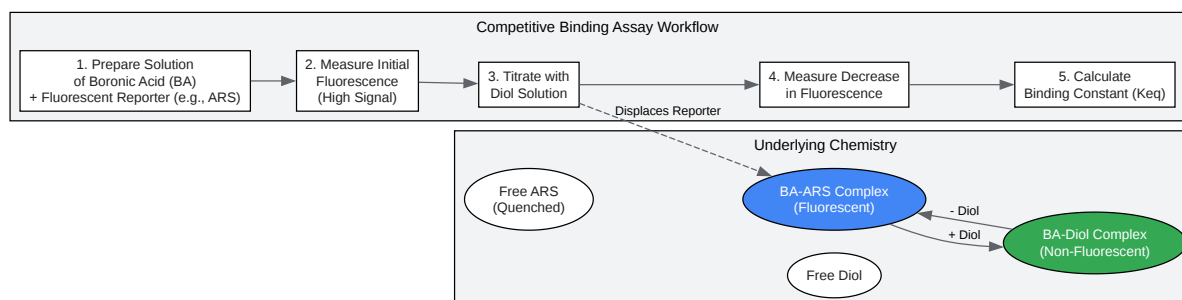 Competitive Binding Assay Workflow
1. Prepare Solution
of Boronic Acid (BA)
+ Fluorescent Reporter (e.g., ARS)
2. Measure Initial
Fluorescence
(High Signal)
3. Titrate with
Diol Solution
4. Measure Decrease
in Fluorescence
5. Calculate
Binding Constant (Keq)
Displaces Reporter
Underlying Chemistry
Free ARS
(Quenched)
BA-ARS Complex
(Fluorescent)
- Diol
+ Diol
BA-Diol Complex
(Non-Fluorescent)
Free Diol